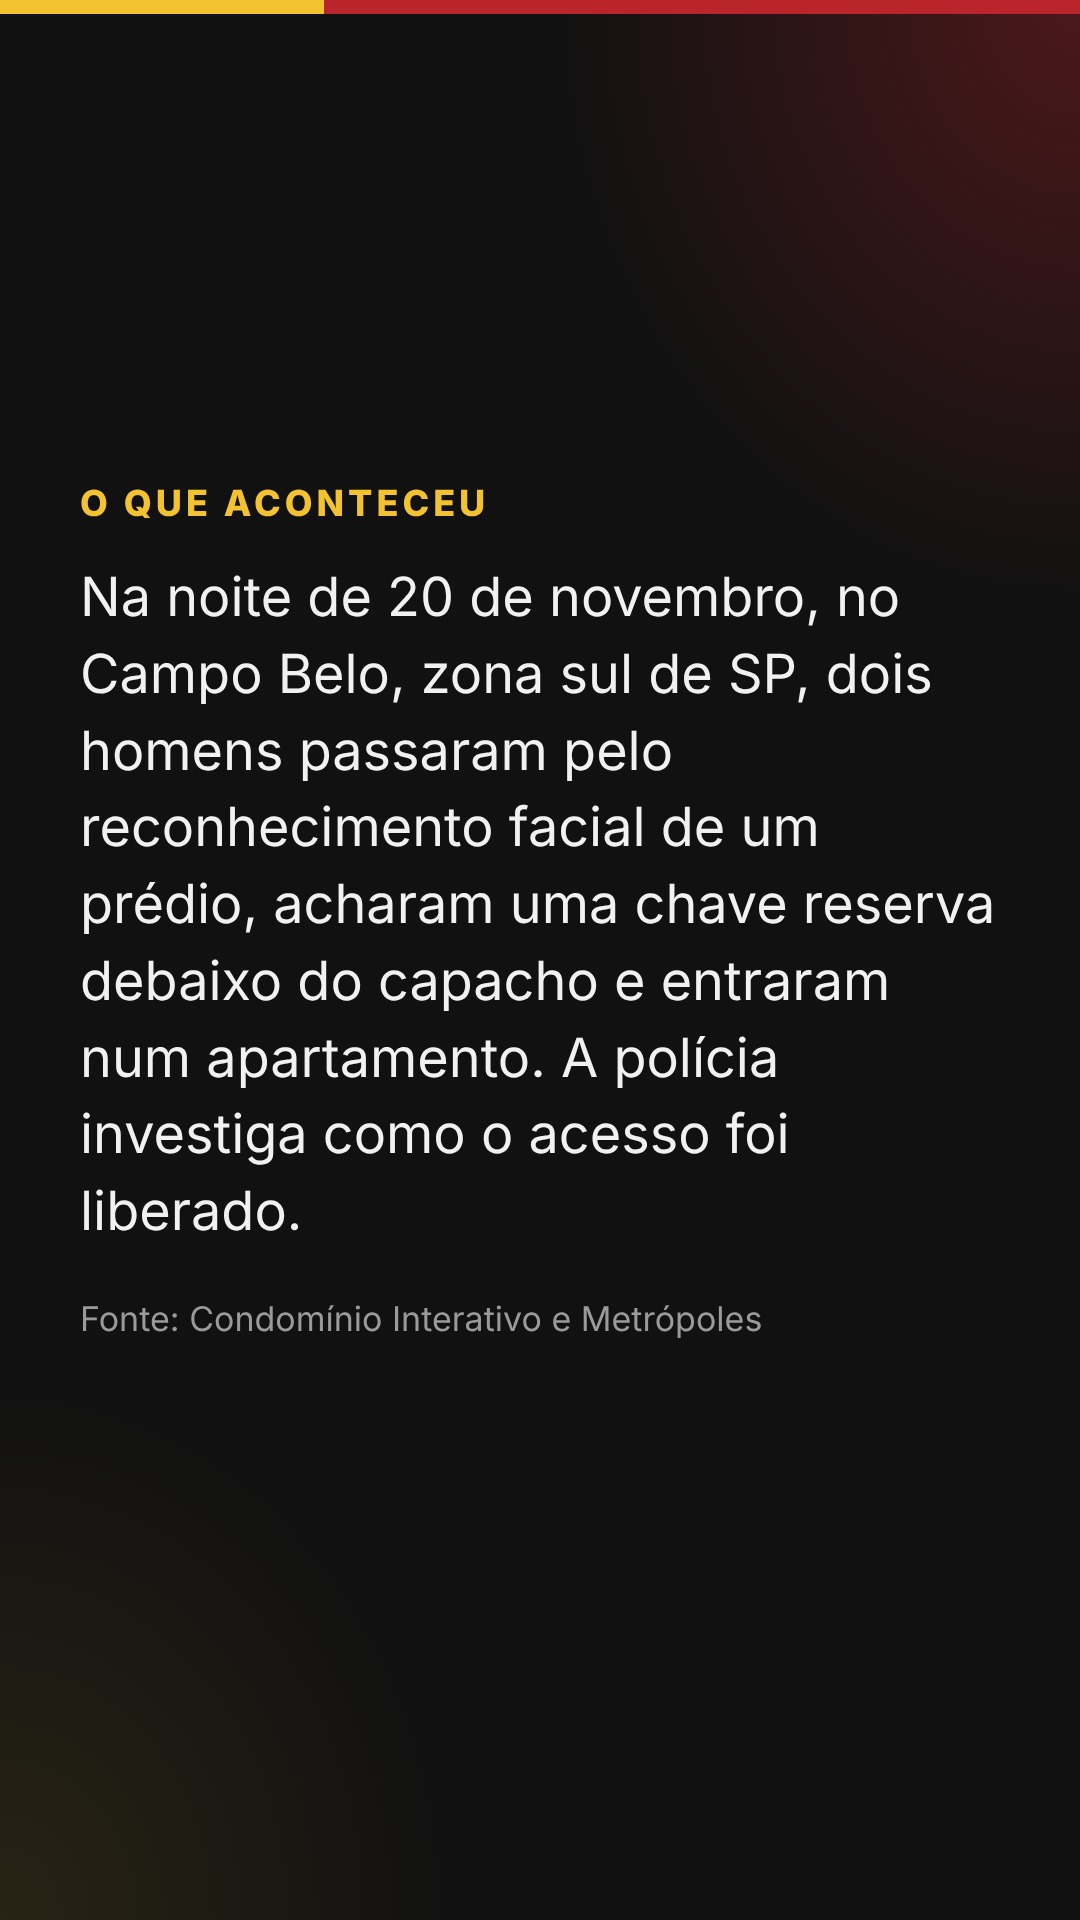 O QUE ACONTECEU
Na noite de 20 de novembro, no
Campo Belo, zona sul de SP, dois
homens passaram pelo
reconhecimento facial de um
prédio, acharam uma chave reserva
debaixo do capacho e entraram
num apartamento. A polícia
investiga como o acesso foi
liberado.
Fonte: Condomínio Interativo e Metrópoles